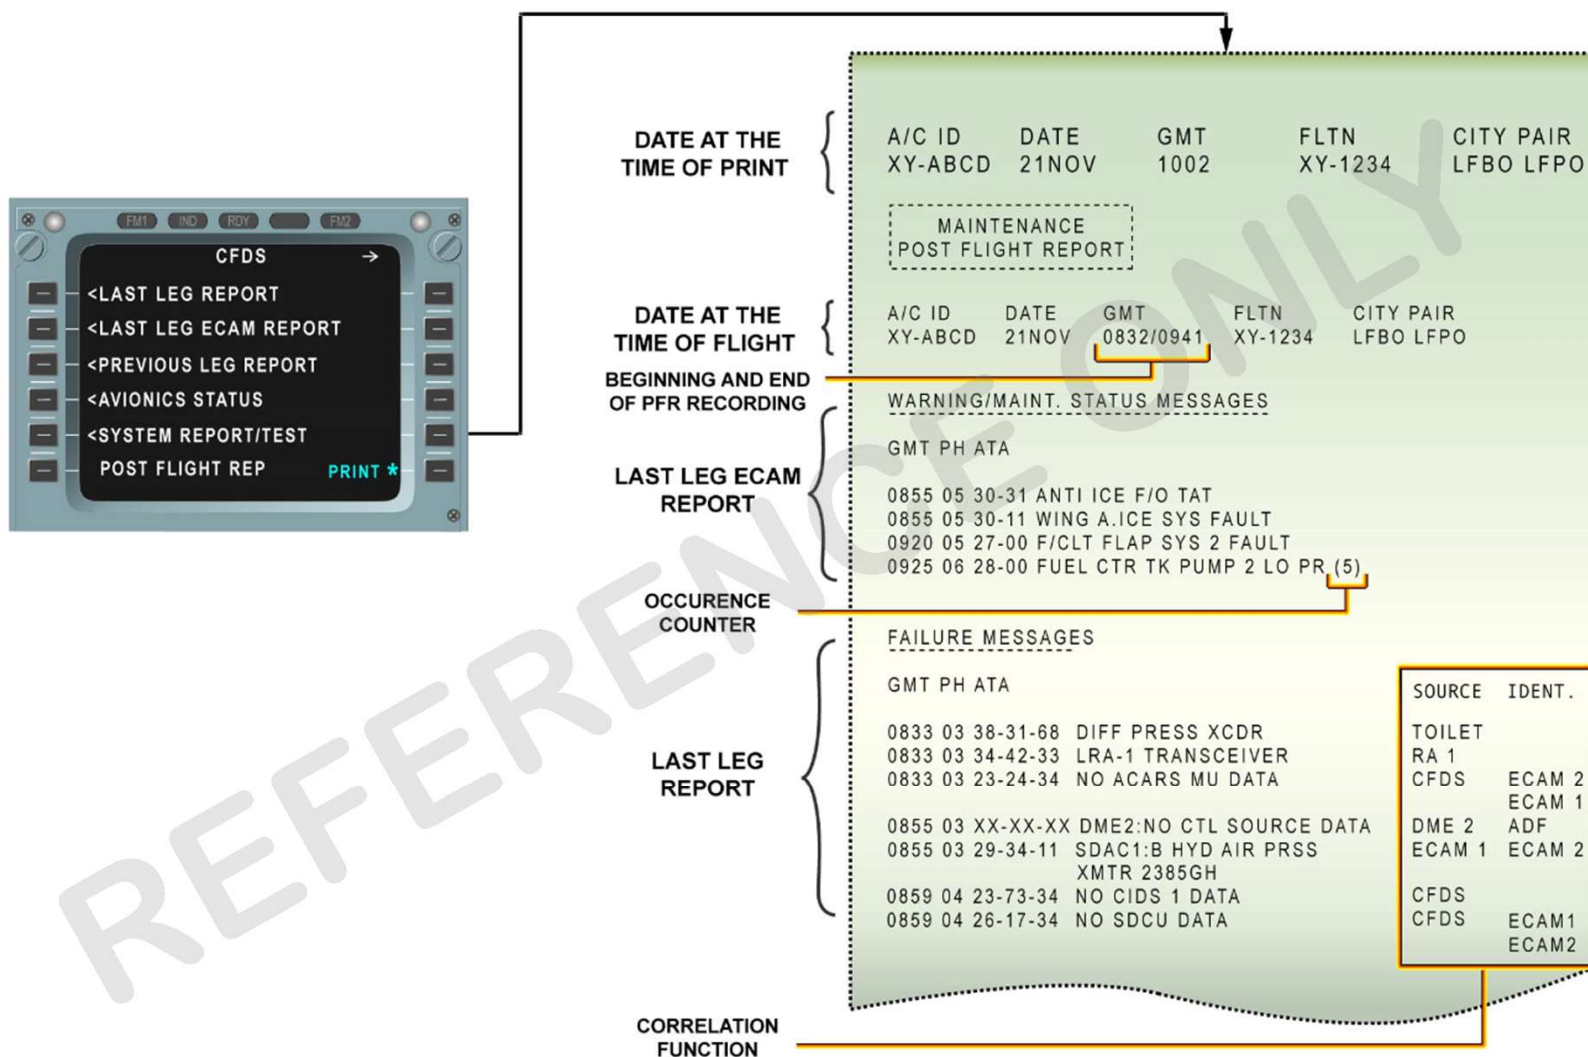 DATE AT THE
TIME OF PRINT
A/C ID DATE GMT FLTN CITY PAIR
XY-ABCD 21NOV 1002 XY-1234 LFBO LFPO
MAINTENANCE
POST FLIGHT REPORT
FM1 IND RDY FM2
CFDS →
<LAST LEG REPORT
<LAST LEG ECAM REPORT
<PREVIOUS LEG REPORT
<AVIONICS STATUS
<SYSTEM REPORT/TEST
POST FLIGHT REP PRINT *
DATE AT THE
TIME OF FLIGHT
A/C ID DATE GMT FLTN CITY PAIR
XY-ABCD 21NOV 0832/0941 XY-1234 LFBO LFPO
BEGINNING AND END
OF PFR RECORDING
WARNING/MAINT. STATUS MESSAGES
GMT PH ATA
LAST LEG ECAM
REPORT
0855 05 30-31 ANTI ICE F/O TAT
0855 05 30-11 WING A.ICE SYS FAULT
0920 05 27-00 F/CLT FLAP SYS 2 FAULT
0925 06 28-00 FUEL CTR TK PUMP 2 LO PR (5)
OCCURENCE
COUNTER
FAILURE MESSAGES
GMT PH ATA SOURCE IDENT.
LAST LEG
REPORT
0833 03 38-31-68 DIFF PRESS XCDR TOILET
0833 03 34-42-33 LRA-1 TRANSCEIVER RA 1
0833 03 23-24-34 NO ACARS MU DATA CFDS ECAM 2
ECAM 1
0855 03 XX-XX-XX DME2:NO CTL SOURCE DATA DME 2 ADF
0855 03 29-34-11 SDAC1:B HYD AIR PRSS ECAM 1 ECAM 2
XMTR 2385GH
0859 04 23-73-34 NO CIDS 1 DATA CFDS
0859 04 26-17-34 NO SDCU DATA CFDS ECAM1
ECAM2
CORRELATION
FUNCTION
REFERENCE ONLY